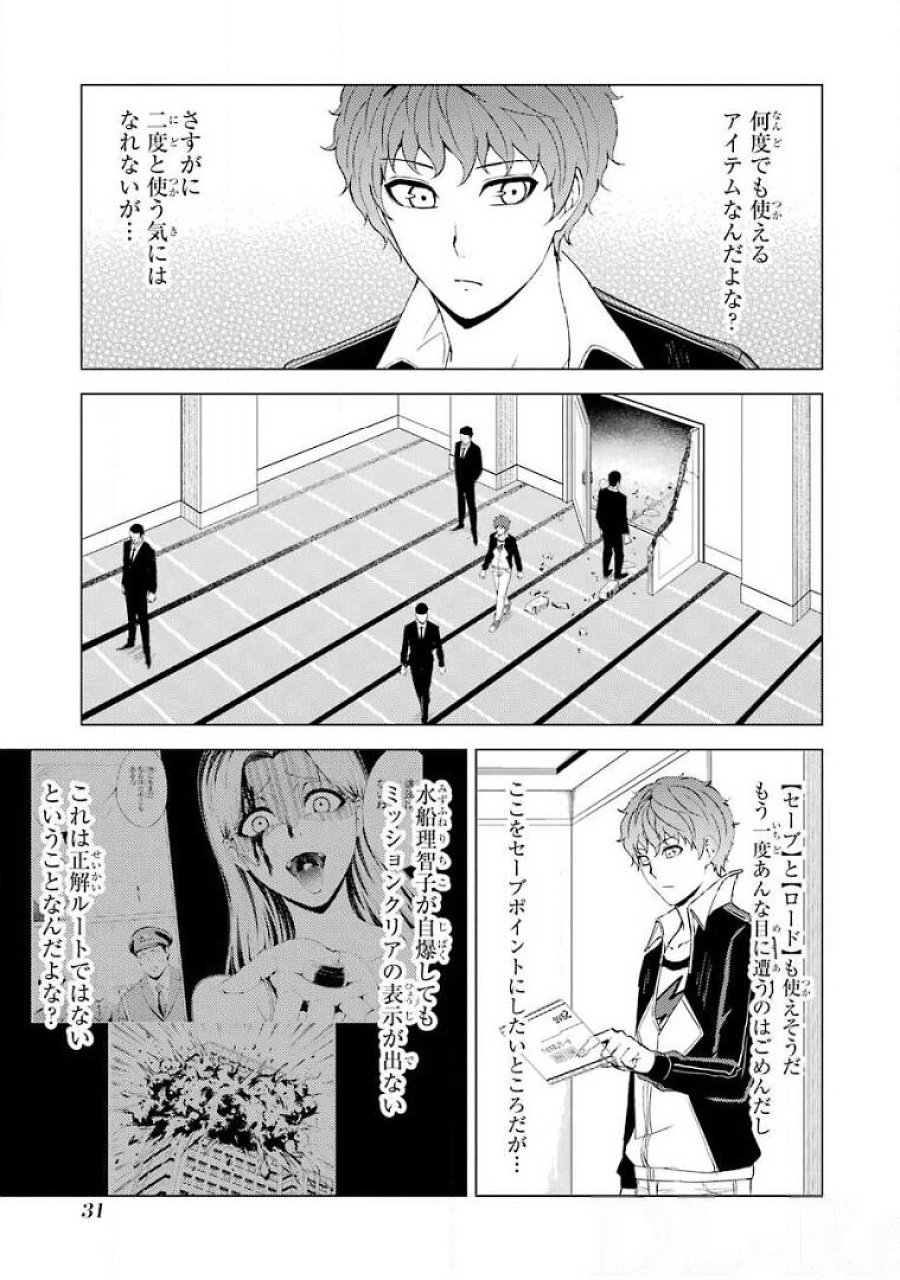 何度でも使える
アイテムなんだよな?
さすがに
二度と使う気には
なれないが…
【セーブ】と【ロード】も使えそうだ
もう一度あんな目に遭うのはごめんだし
ここをセーブポイントにしたいところだが…
水船理智子が自爆しても
ミッションクリアの表示が出ない
これは正解ルートではない
ということなんだよな?
31